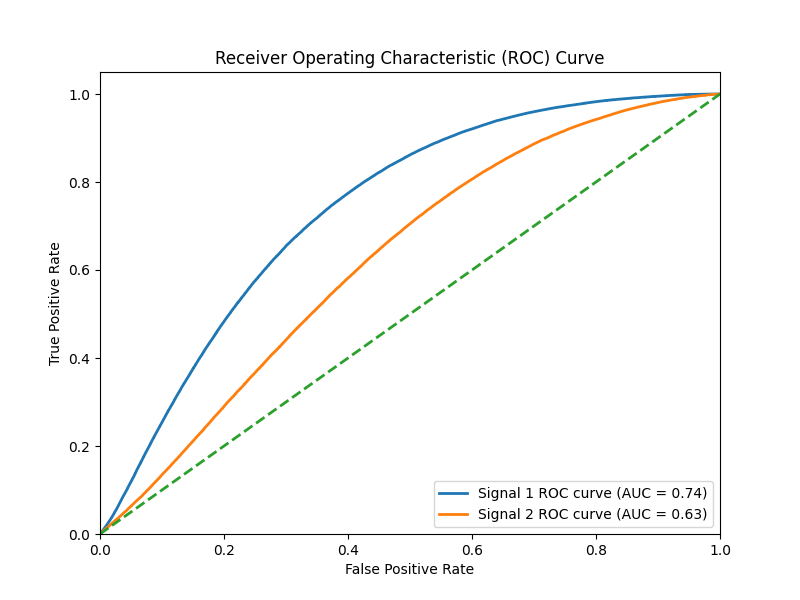 Receiver Operating Characteristic (ROC) Curve
1.0
0.8
0.6
0.4
0.2
0.0
True Positive Rate
Signal 1 ROC curve (AUC = 0.74)
Signal 2 ROC curve (AUC = 0.63)
0.0 0.2 0.4 0.6 0.8 1.0
False Positive Rate